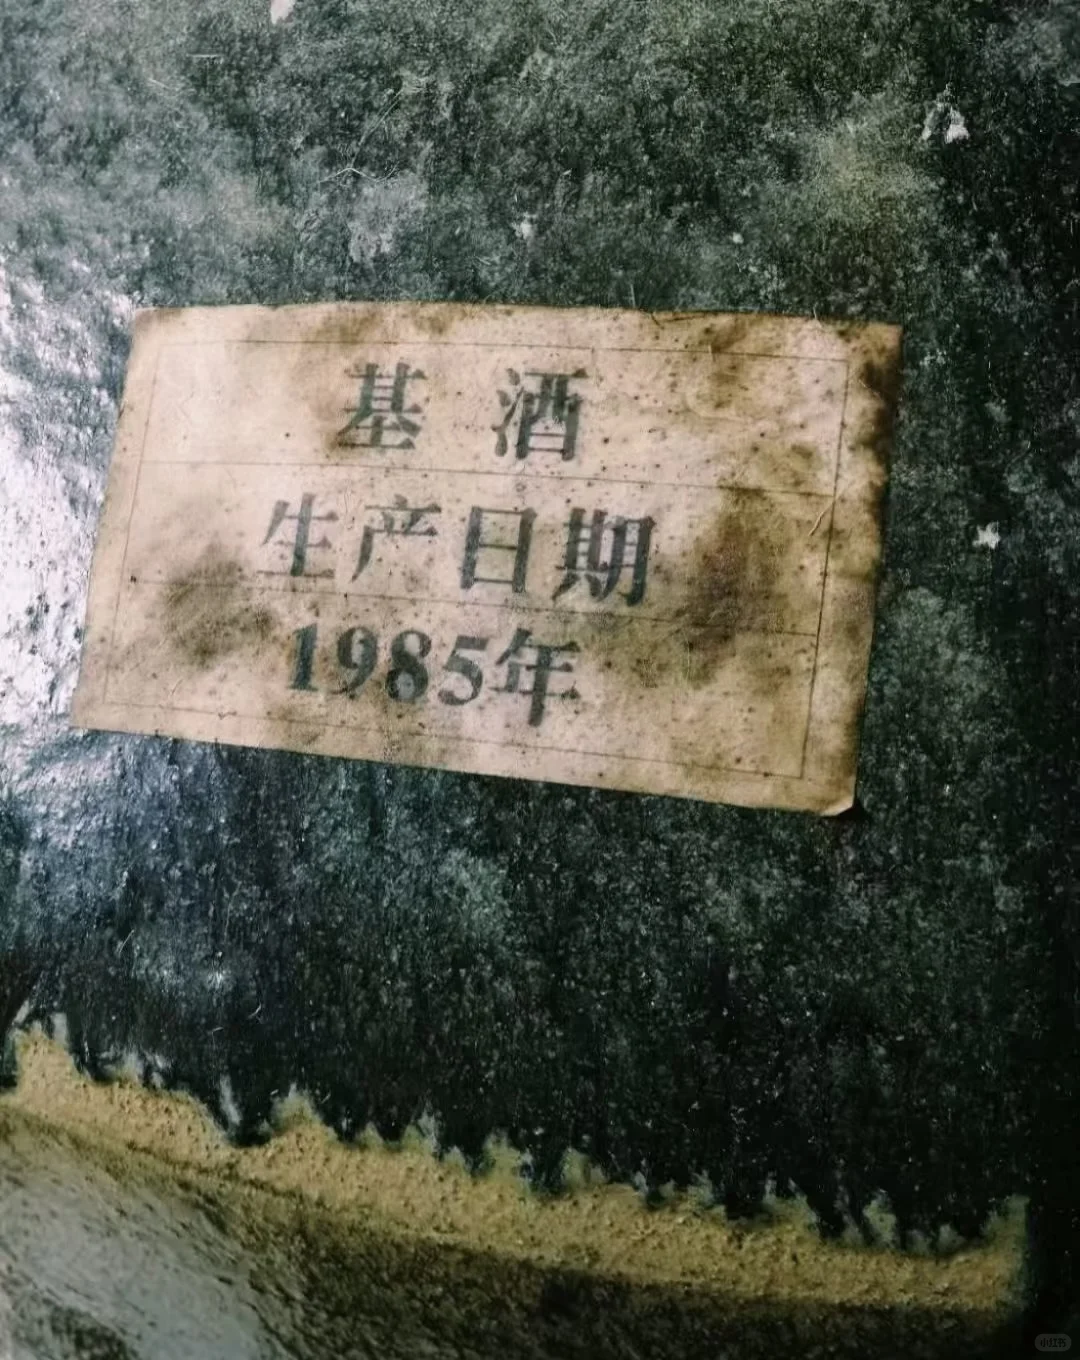 基酒
生产日期
1985年